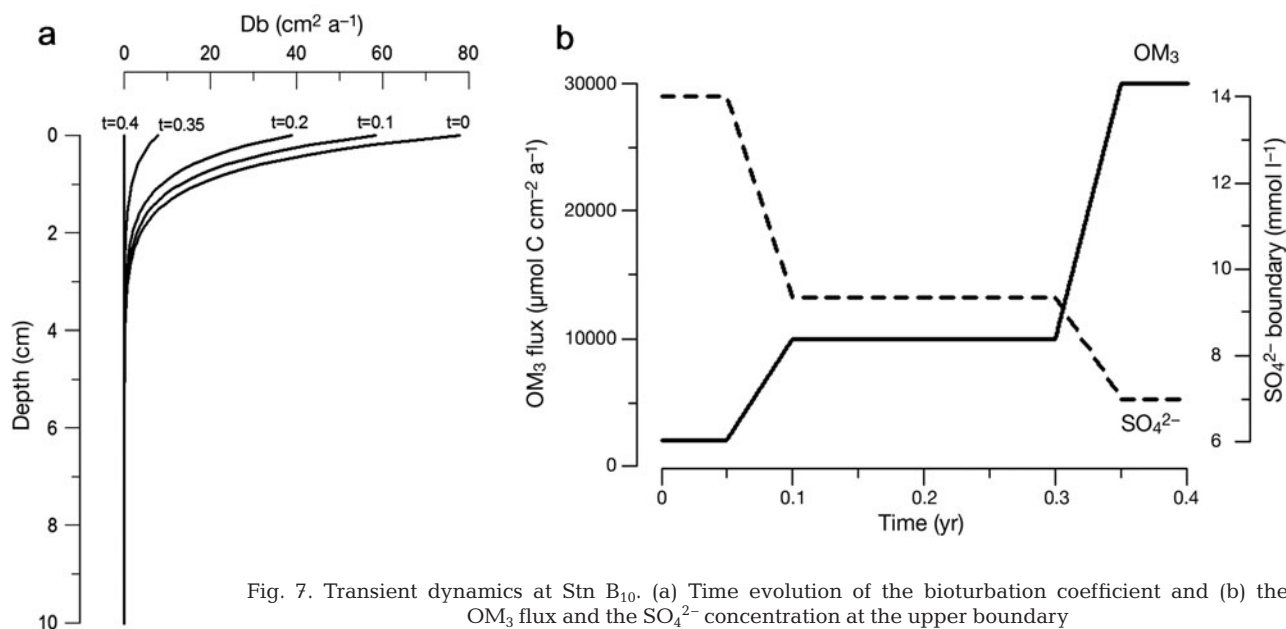 a
Db (cm² a⁻¹)
0 20 40 60 80
t=0.4 t=0.35 t=0.2 t=0.1 t=0
0
2
4
6
8
10
Depth (cm)
b
OM₃
30000
20000
10000
0
OM₃ flux (µmol C cm⁻² a⁻¹)
14
12
10
8
6
SO₄²⁻ boundary (mmol l⁻¹)
SO₄²⁻
0 0.1 0.2 0.3 0.4
Time (yr)
Fig. 7. Transient dynamics at Stn B₁₀. (a) Time evolution of the bioturbation coefficient and (b) the
OM₃ flux and the SO₄²⁻ concentration at the upper boundary